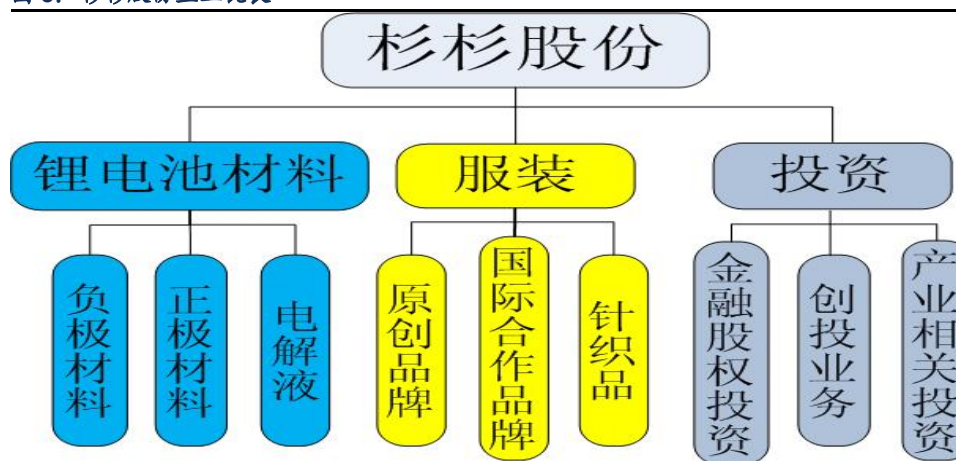 杉杉股份
锂电池材料
服装
投资
负极材料
正极材料
电解液
原创品牌
国际合作品牌
针织品
金融股权投资
创投业务
产业相关投资